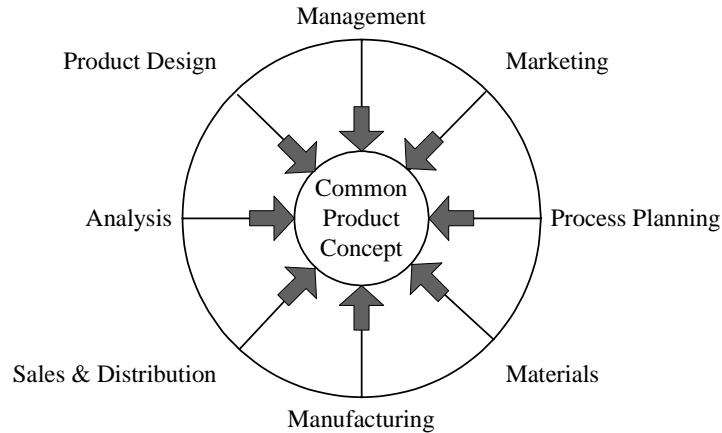 Management
Product Design
Marketing
Common
Product
Concept
Analysis
Process Planning
Sales & Distribution
Materials
Manufacturing